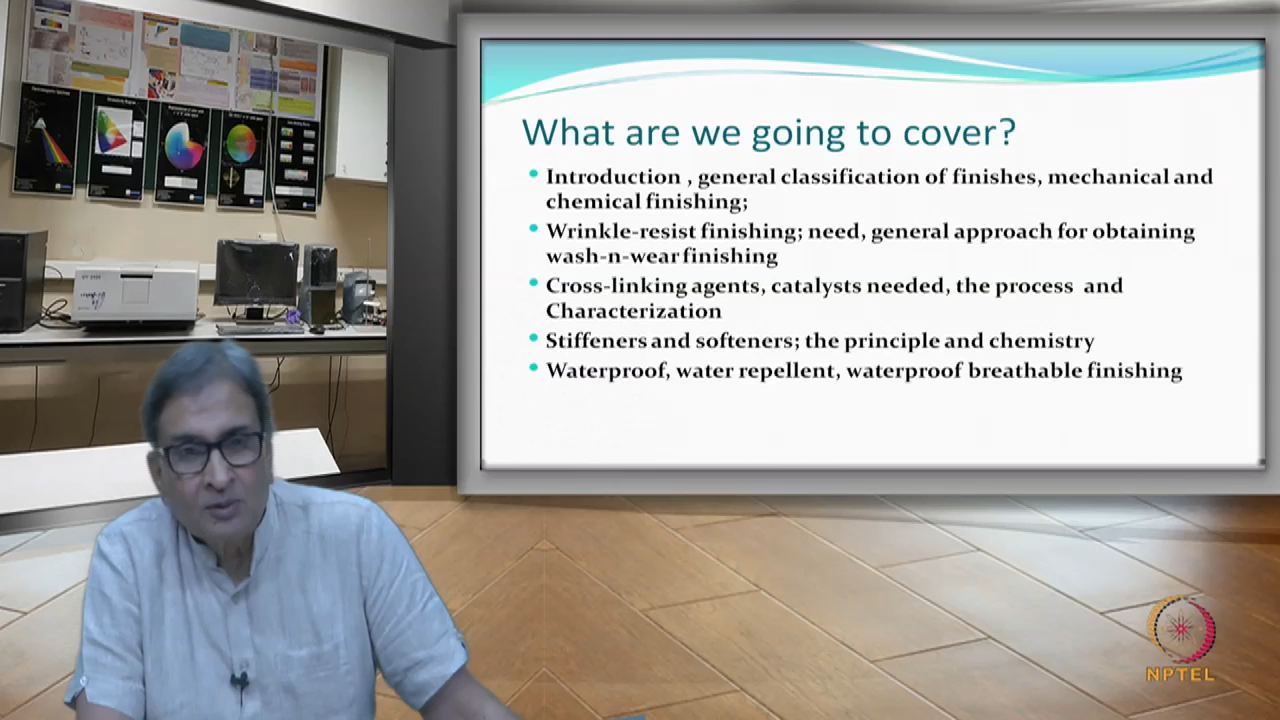 What are we going to cover?
Introduction , general classification of finishes, mechanical and
chemical finishing;
Wrinkle-resist finishing; need, general approach for obtaining
wash-n-wear finishing
Cross-linking agents, catalysts needed, the process and
Characterization
Stiffeners and softeners; the principle and chemistry
Waterproof, water repellent, waterproof breathable finishing
NPTEL